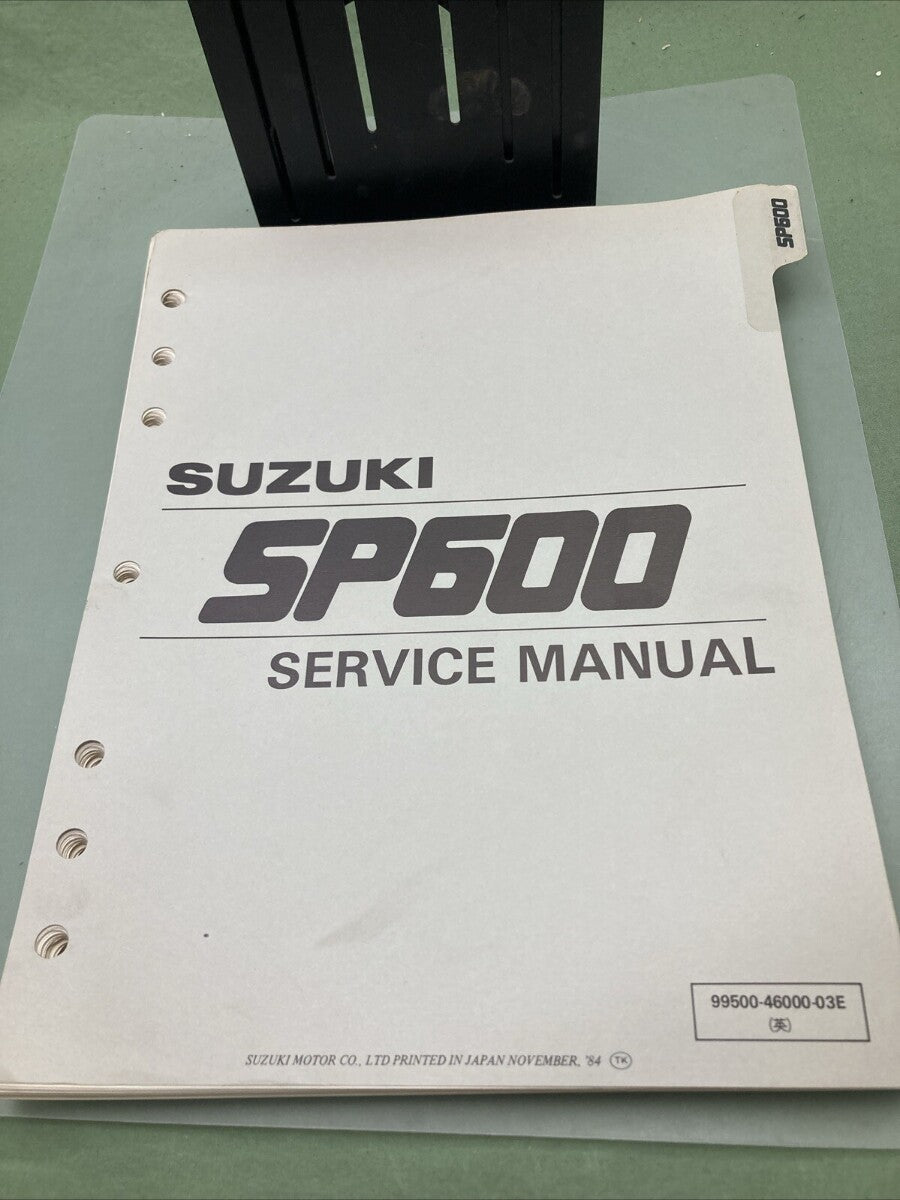 SP600
SUZUKI
SP600
SERVICE MANUAL
99500-46000-03E
(英)
SUZUKI MOTOR CO., LTD PRINTED IN JAPAN NOVEMBER, '84 TK